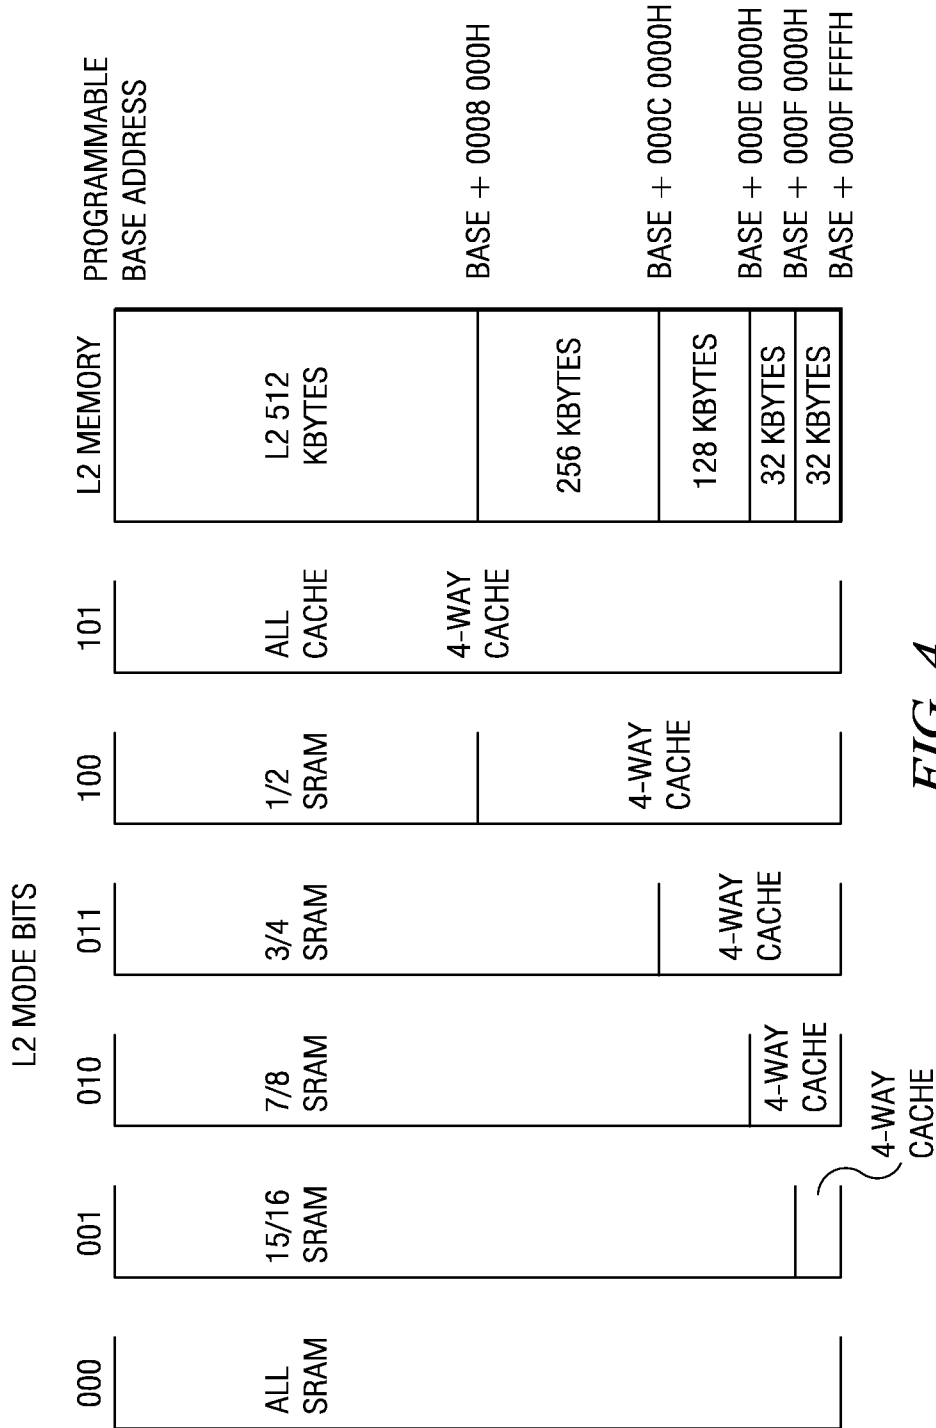 L2 MODE BITS
000
001
010
011
100
101
L2 MEMORY
PROGRAMMABLE
BASE ADDRESS
ALL
SRAM
15/16
SRAM
7/8
SRAM
3/4
SRAM
1/2
SRAM
ALL
CACHE
L2 512
KBYTES
4-WAY
CACHE
BASE + 0008 000H
4-WAY
CACHE
256 KBYTES
BASE + 000C 0000H
4-WAY
CACHE
128 KBYTES
BASE + 000E 0000H
4-WAY
CACHE
32 KBYTES
BASE + 000F 0000H
32 KBYTES
BASE + 000F FFFFH
4-WAY
CACHE
FIG. 4